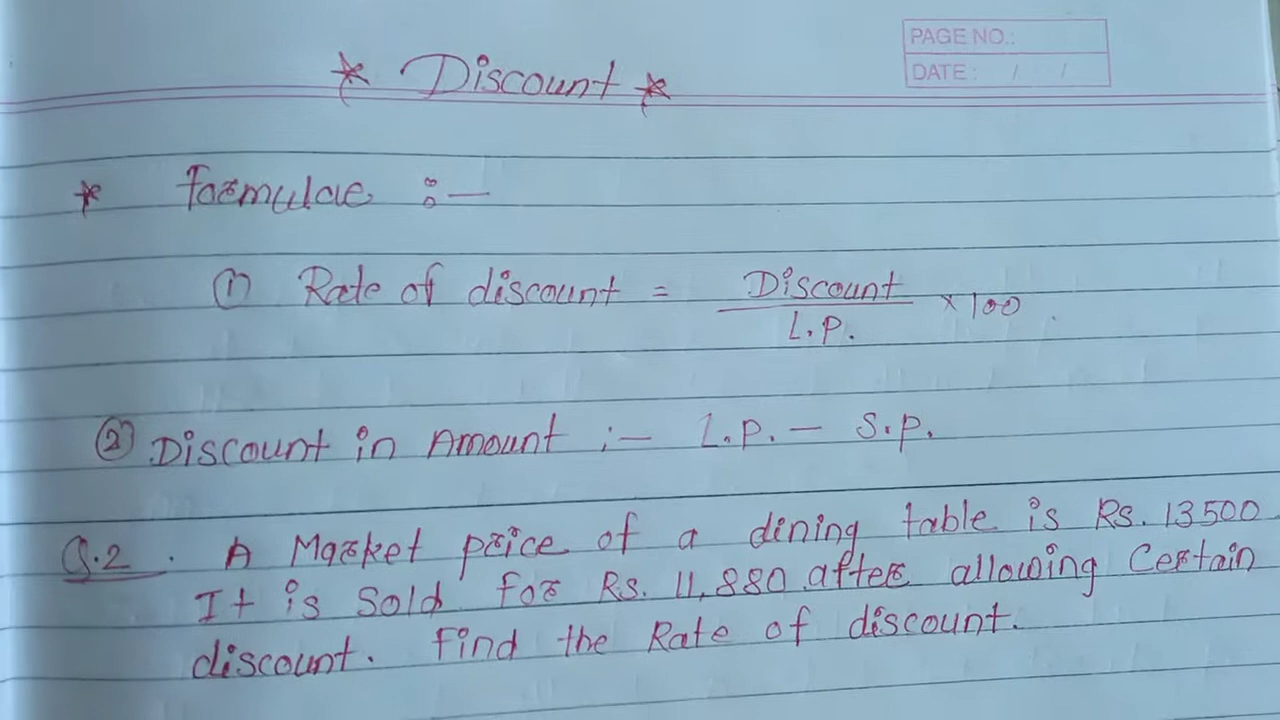 PAGE NO.:
DATE: / /
* Discount *
* Formulae :-
① Rate of discount = Discount / L.P. × 100
② Discount in Amount :- L.P. - S.P.
Q.2. A Market price of a dining table is Rs. 13500
It is sold for Rs. 11,880 after allowing Certain
discount. Find the Rate of discount.